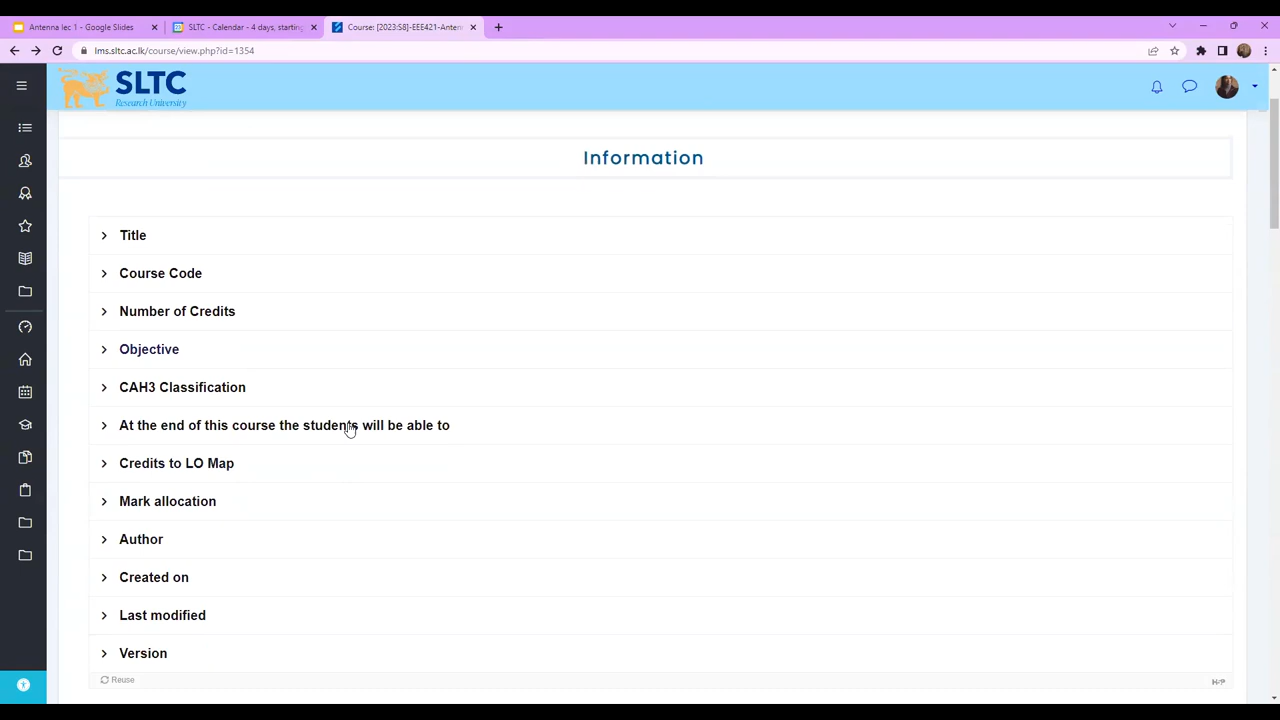 Antenna lec 1 - Google Slides
SLTC - Calendar - 4 days, starting
Course: [2023:S8]-EEE421-Anten
lms.sltc.ac.lk/course/view.php?id=1354
SLTC
Research University
Information
Title
Course Code
Number of Credits
Objective
CAH3 Classification
At the end of this course the students will be able to
Credits to LO Map
Mark allocation
Author
Created on
Last modified
Version
Reuse
H5P